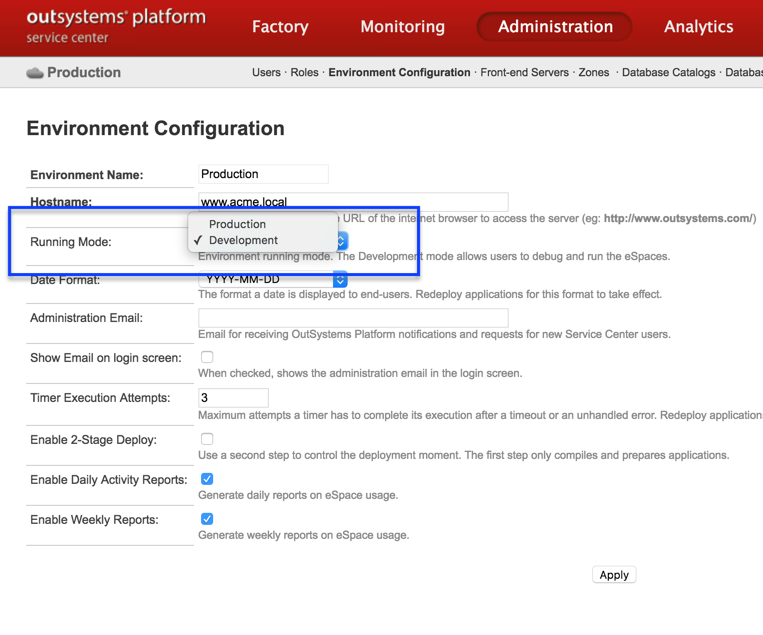 outsystems® platform
service center
Factory Monitoring Administration Analytics
Production
Users · Roles · Environment Configuration · Front-end Servers · Zones · Database Catalogs ·
Environment Configuration
Environment Name: Production
Hostname: www.acme.local
URL of the internet browser to access the server (eg: http://www.outsystems.com/)
Production
Running Mode: ✓ Development
Environment running mode. The Development mode allows users to debug and run the eSpaces.
Date Format: YYYY-MM-DD
The format a date is displayed to end-users. Redeploy applications for this format to take effect.
Administration Email:
Email for receiving OutSystems Platform notifications and requests for new Service Center users.
Show Email on login screen:
When checked, shows the administration email in the login screen.
Timer Execution Attempts: 3
Maximum attempts a timer has to complete its execution after a timeout or an unhandled error. Redeploy application
Enable 2-Stage Deploy:
Use a second step to control the deployment moment. The first step only compiles and prepares applications.
Enable Daily Activity Reports:
Generate daily reports on eSpace usage.
Enable Weekly Reports:
Generate weekly reports on eSpace usage.
Apply